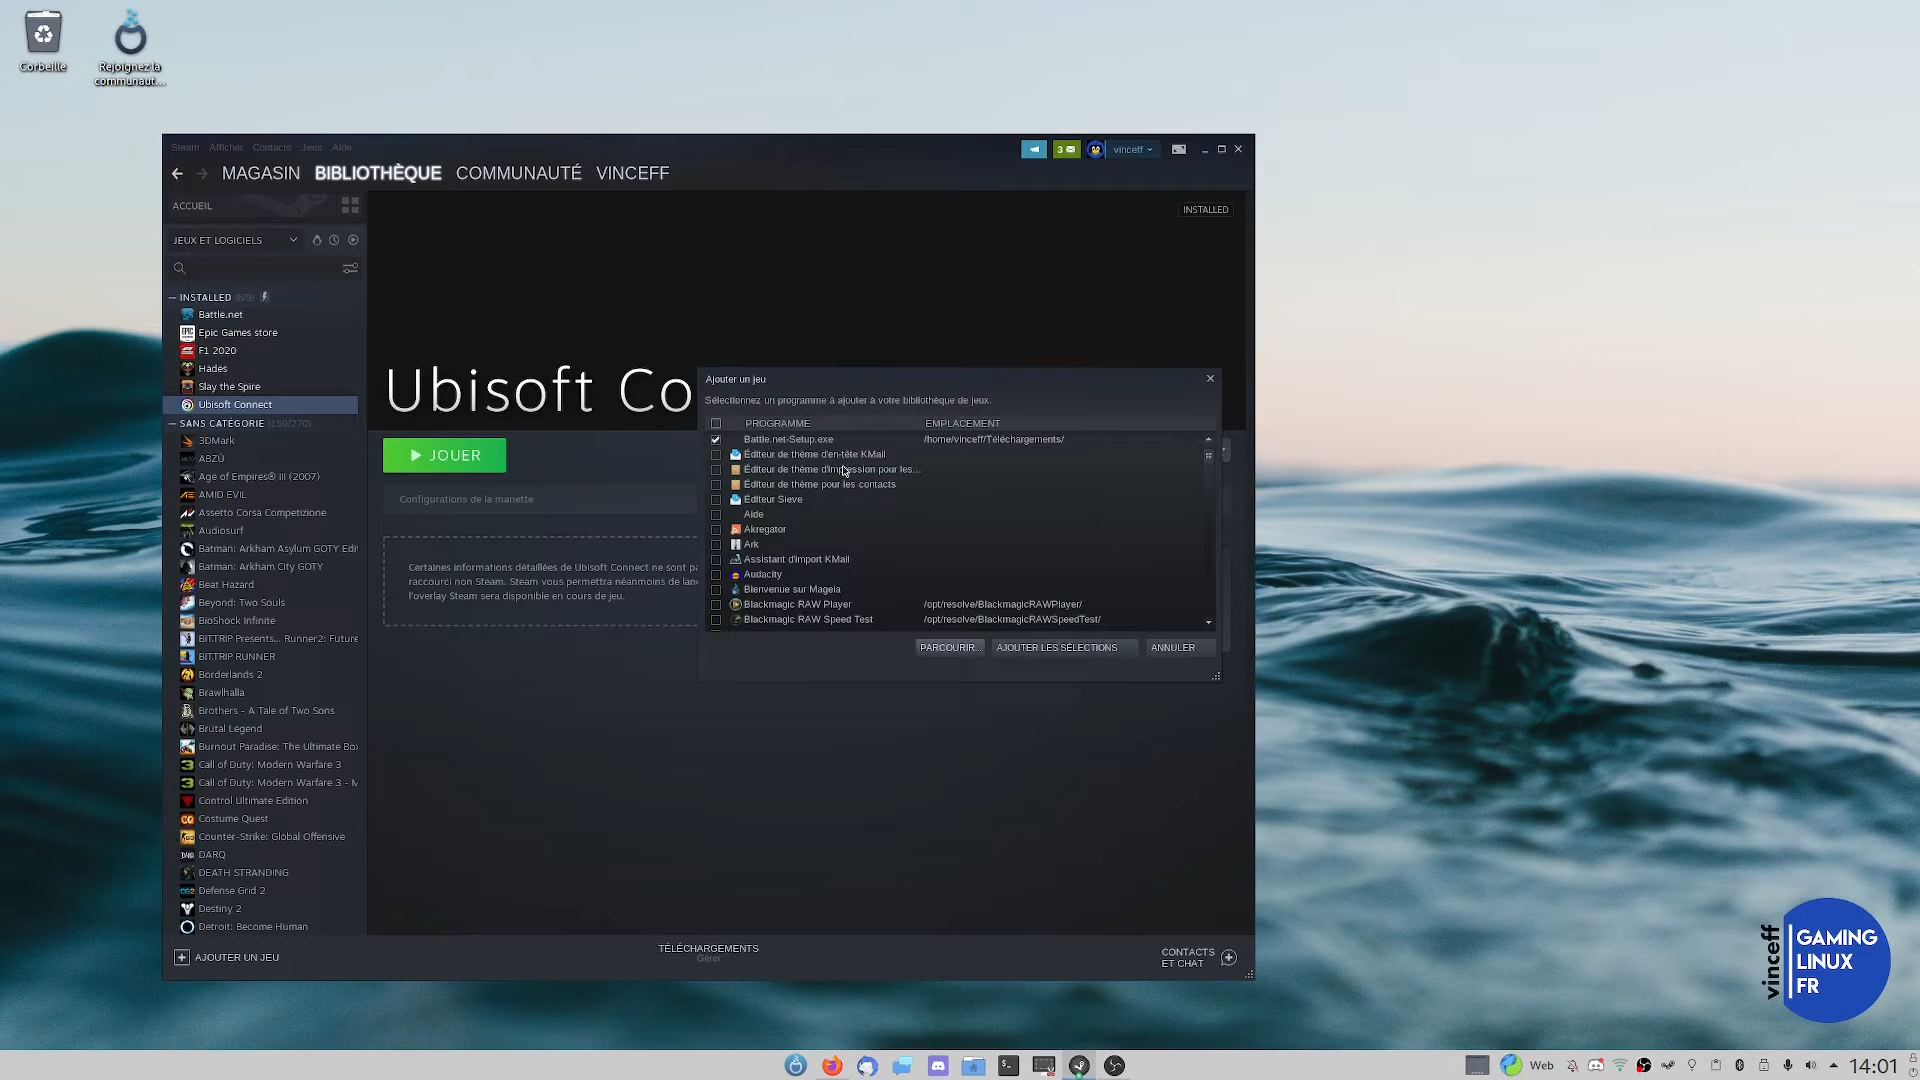 Corbeille
Rejoignez la
communaut...
Steam Afficher Contacts Jeux Aide
3
vinceff
MAGASIN BIBLIOTHÈQUE COMMUNAUTÉ VINCEFF
ACCUEIL
INSTALLED
JEUX ET LOGICIELS
INSTALLED (6/9)
Battle.net
Epic Games store
F1 2020
Hades
Slay the Spire
Ubisoft Connect
SANS CATÉGORIE (150/270)
3DMark
ABZÛ
Age of Empires® III (2007)
AMID EVIL
Assetto Corsa Competizione
Audiosurf
Batman: Arkham Asylum GOTY Edi
Batman: Arkham City GOTY
Beat Hazard
Beyond: Two Souls
BioShock Infinite
BIT.TRIP Presents... Runner2: Future
BIT.TRIP RUNNER
Borderlands 2
Brawlhalla
Brothers - A Tale of Two Sons
Brütal Legend
Burnout Paradise: The Ultimate Box
Call of Duty: Modern Warfare 3
Call of Duty: Modern Warfare 3 - M
Control Ultimate Edition
Costume Quest
Counter-Strike: Global Offensive
DARQ
DEATH STRANDING
Defense Grid 2
Destiny 2
Detroit: Become Human
Ubisoft Co
JOUER
Configurations de la manette
Certaines informations détaillées de Ubisoft Connect ne sont pa
raccourci non Steam. Steam vous permettra néanmoins de lan
l'overlay Steam sera disponible en cours de jeu.
Ajouter un jeu
Sélectionnez un programme à ajouter à votre bibliothèque de jeux.
PROGRAMME EMPLACEMENT
Battle.net-Setup.exe /home/vinceff/Téléchargements/
Éditeur de thème d'en-tête KMail
Éditeur de thème d'impression pour les...
Éditeur de thème pour les contacts
Éditeur Sieve
Aide
Akregator
Ark
Assistant d'import KMail
Audacity
Bienvenue sur Mageia
Blackmagic RAW Player /opt/resolve/BlackmagicRAWPlayer/
Blackmagic RAW Speed Test /opt/resolve/BlackmagicRAWSpeedTest/
PARCOURIR... AJOUTER LES SÉLECTIONS ANNULER
AJOUTER UN JEU
TÉLÉCHARGEMENTS
Gérer
CONTACTS
ET CHAT
vinceff
GAMING
LINUX
FR
Web
14:01